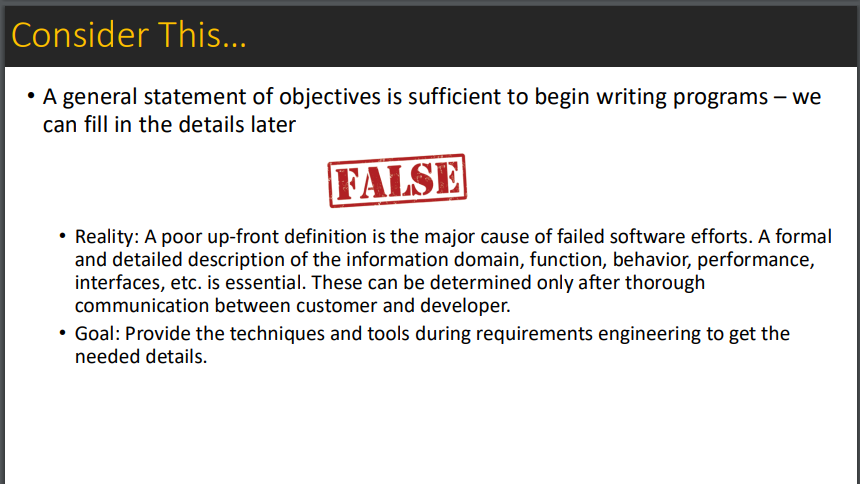 Consider This...
• A general statement of objectives is sufficient to begin writing programs – we
can fill in the details later
FALSE
• Reality: A poor up-front definition is the major cause of failed software efforts. A formal
and detailed description of the information domain, function, behavior, performance,
interfaces, etc. is essential. These can be determined only after thorough
communication between customer and developer.
• Goal: Provide the techniques and tools during requirements engineering to get the
needed details.